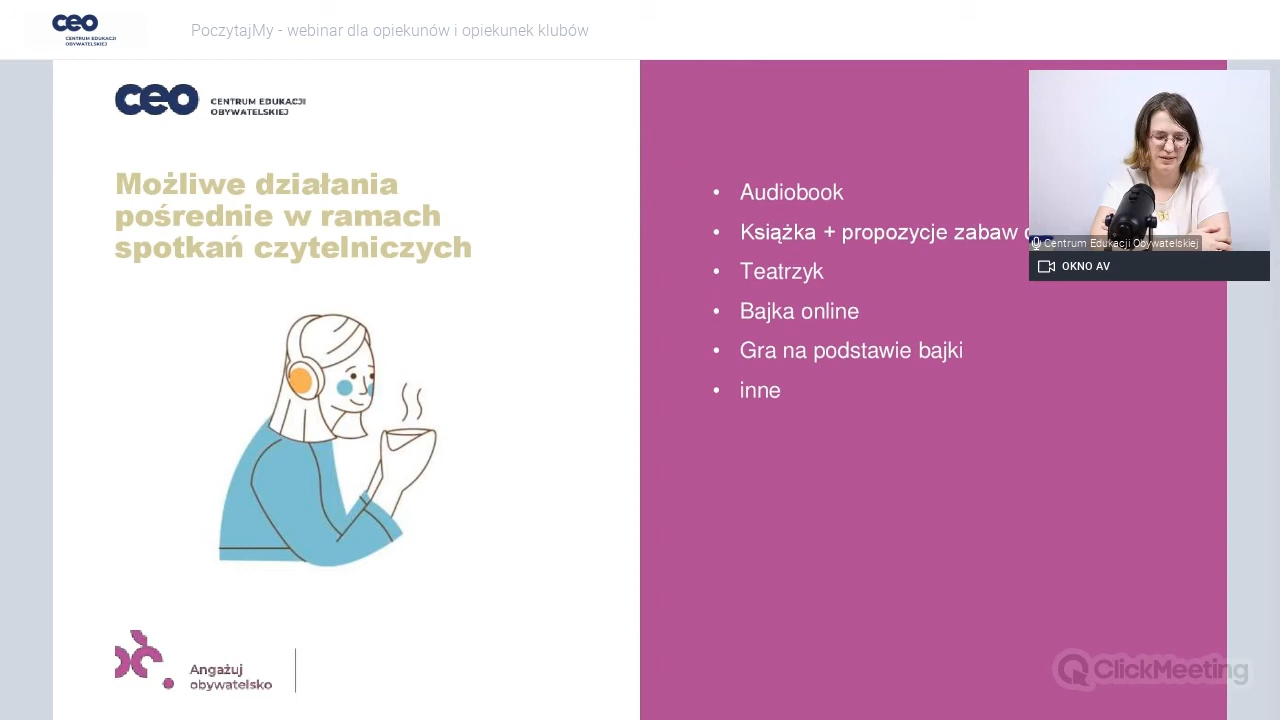 ceo
CENTRUM EDUKACJI
OBYWATELSKIEJ
PoczytajMy - webinar dla opiekunów i opiekunek klubów
ceo
CENTRUM EDUKACJI
OBYWATELSKIEJ
Możliwe działania
pośrednie w ramach
spotkań czytelniczych
• Audiobook
• Książka + propozycje zabaw
• Teatrzyk
• Bajka online
• Gra na podstawie bajki
• inne
Centrum Edukacji Obywatelskiej
OKNO AV
Angażuj
obywatelsko
ClickMeeting